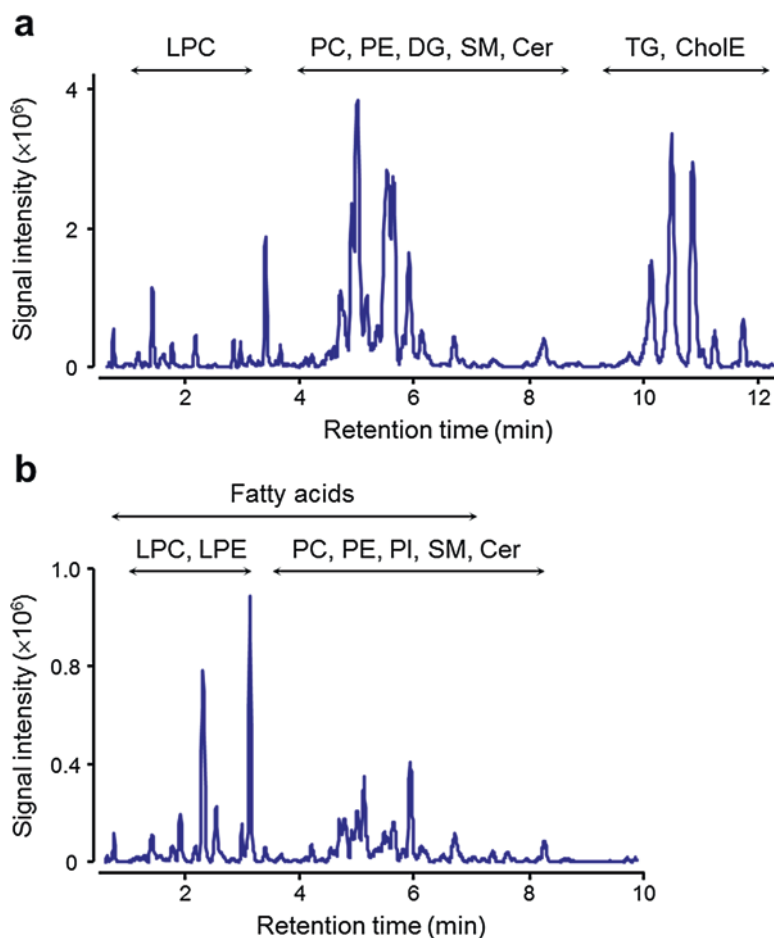 a
LPC PC, PE, DG, SM, Cer TG, CholE
Signal intensity (×10⁶)
4
2
0
2 4 6 8 10 12
Retention time (min)
b
Fatty acids
LPC, LPE PC, PE, PI, SM, Cer
Signal intensity (×10⁶)
1.0
0.8
0.4
0
2 4 6 8 10
Retention time (min)